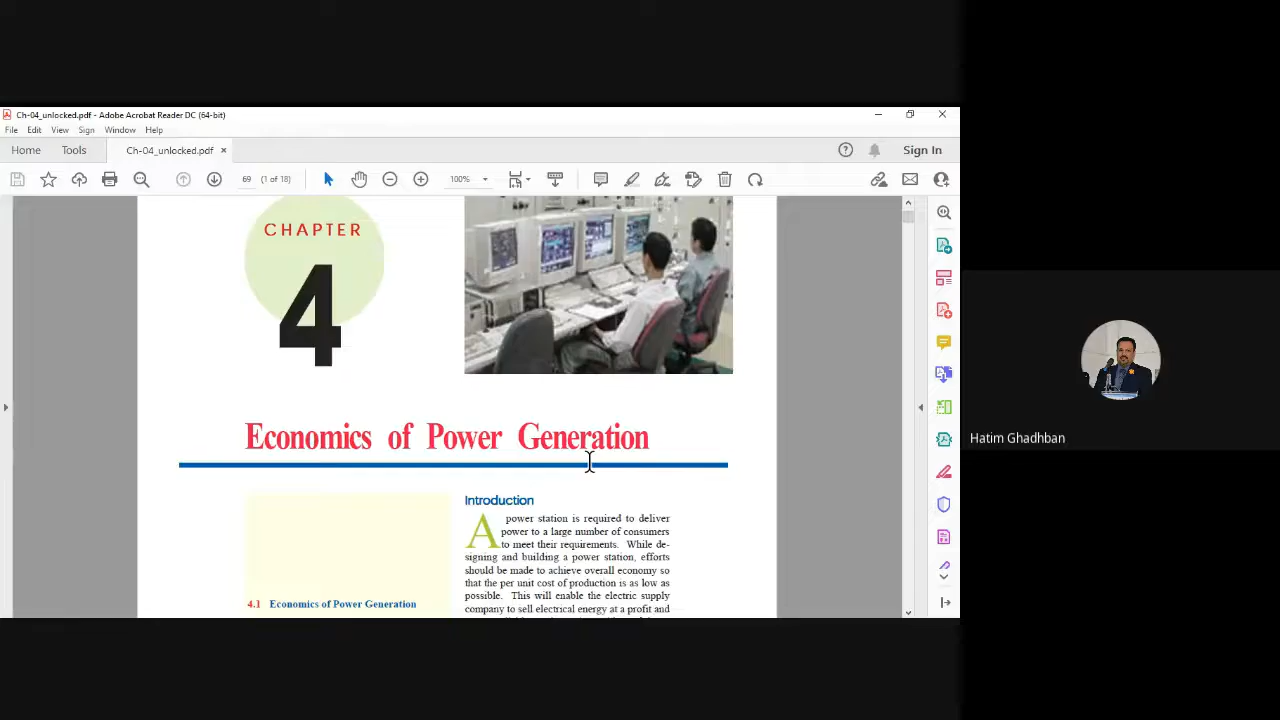 Ch-04_unlocked.pdf - Adobe Acrobat Reader DC (64-bit)
File Edit View Sign Window Help
Home Tools Ch-04_unlocked.pdf × Sign In
69 (1 of 18) 100%
CHAPTER
4
Economics of Power Generation
Introduction
A power station is required to deliver
power to a large number of consumers
to meet their requirements. While de-
signing and building a power station, efforts
should be made to achieve overall economy so
that the per unit cost of production is as low as
possible. This will enable the electric supply
company to sell electrical energy at a profit and
4.1 Economics of Power Generation
Hatim Ghadhban